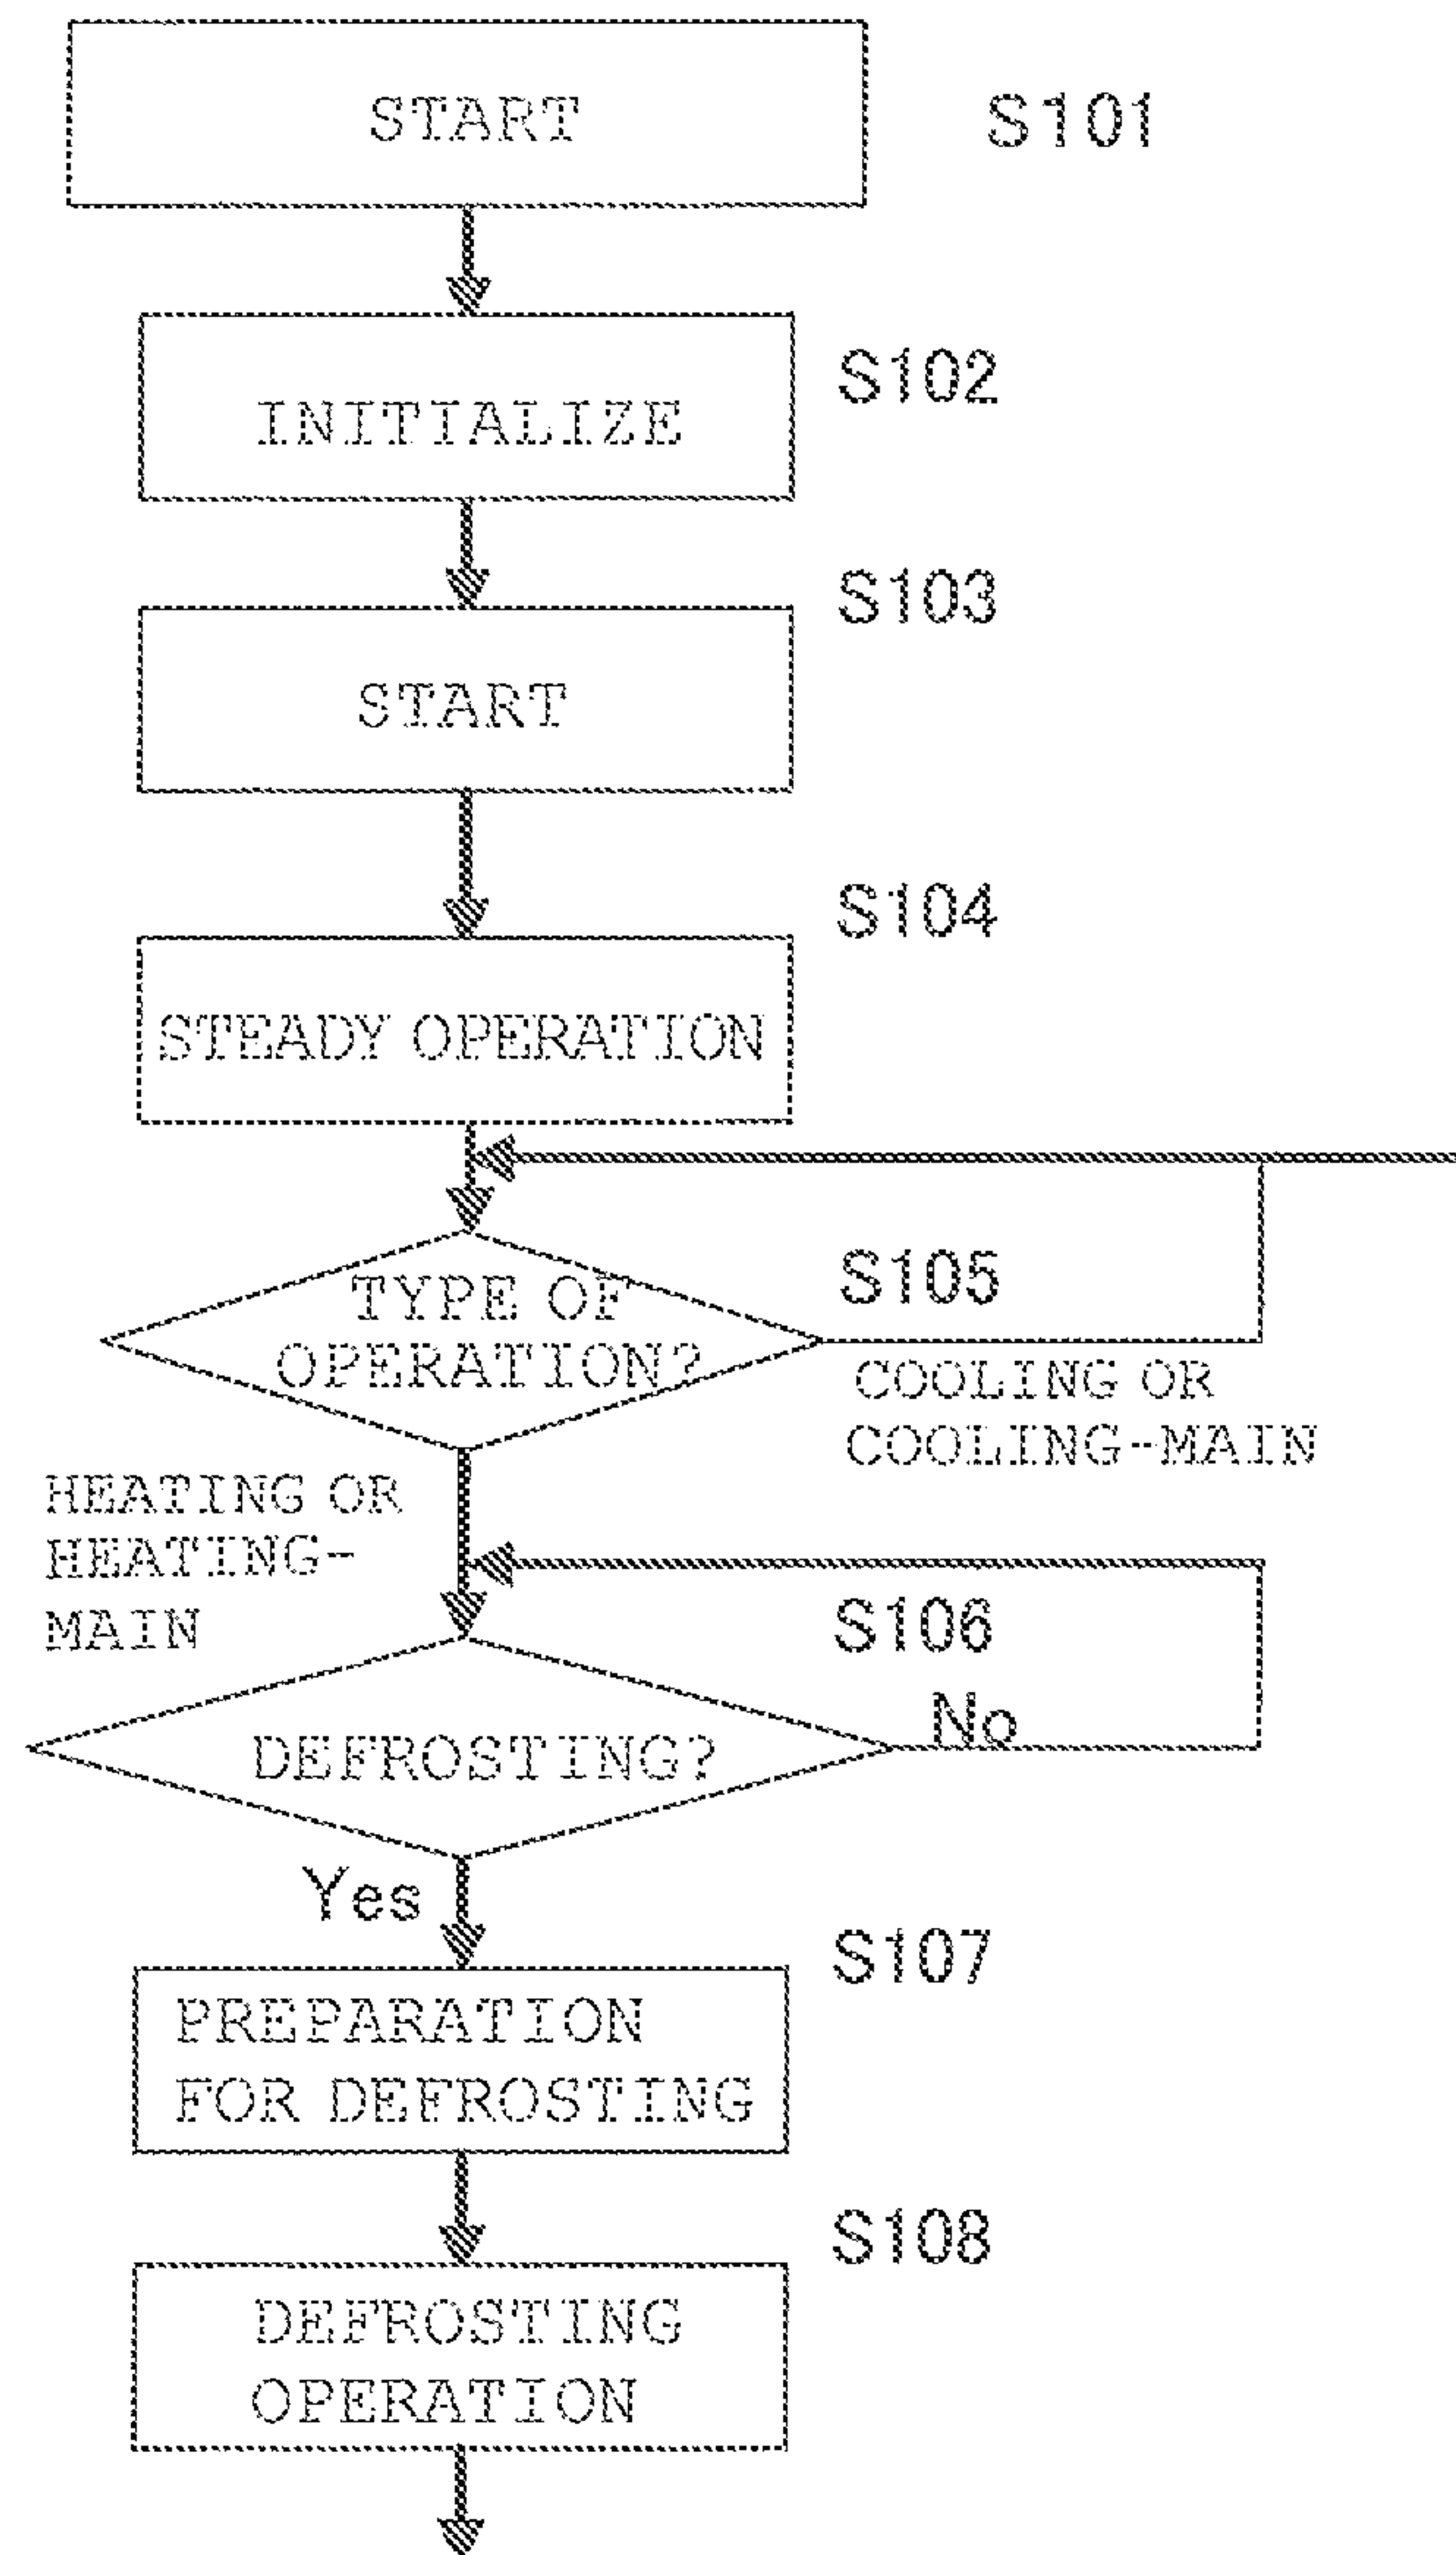 START
S101
S102
INITIALIZE
S103
START
S104
STEADY OPERATION
S105
TYPE OF
OPERATION?
COOLING OR
COOLING-MAIN
HEATING OR
HEATING-
MAIN
S106
No
DEFROSTING?
Yes
S107
PREPARATION
FOR DEFROSTING
S108
DEFROSTING
OPERATION